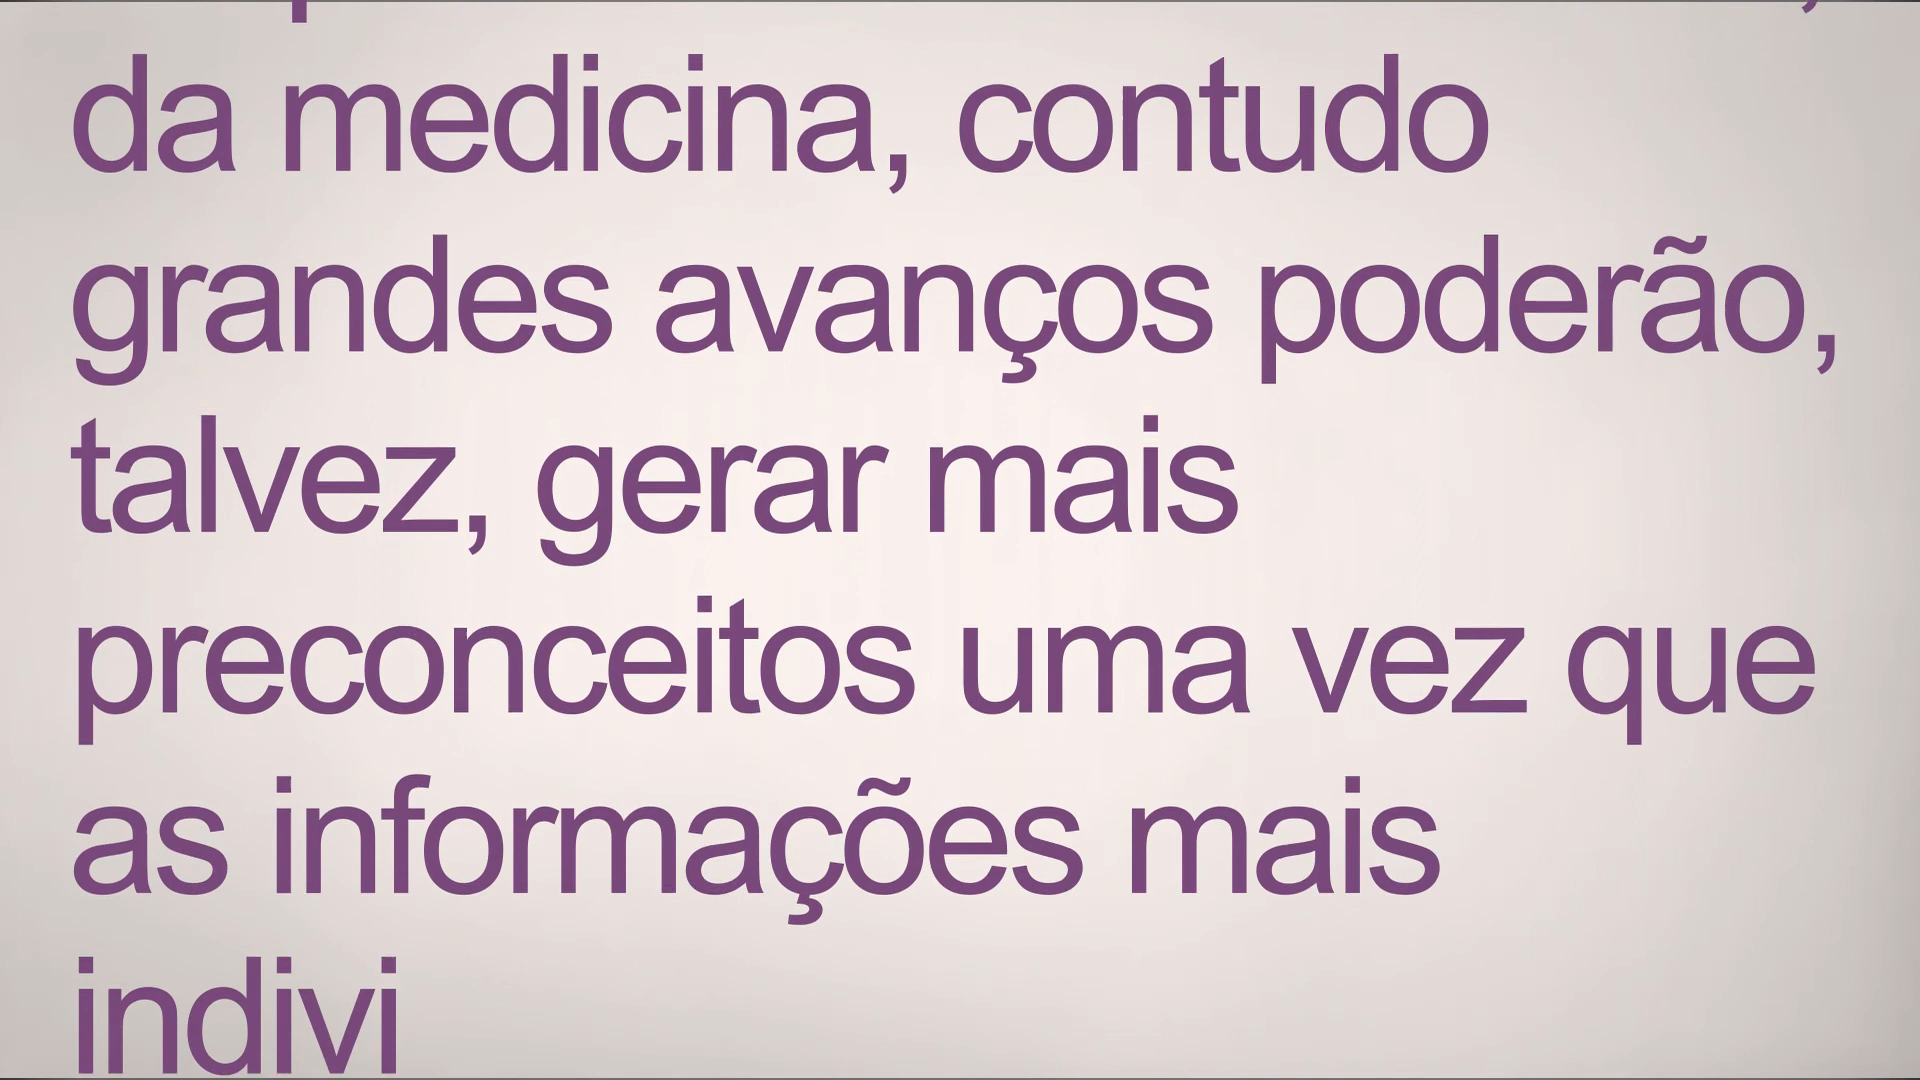 da medicina, contudo
grandes avanços poderão,
talvez, gerar mais
preconceitos uma vez que
as informações mais
indivi